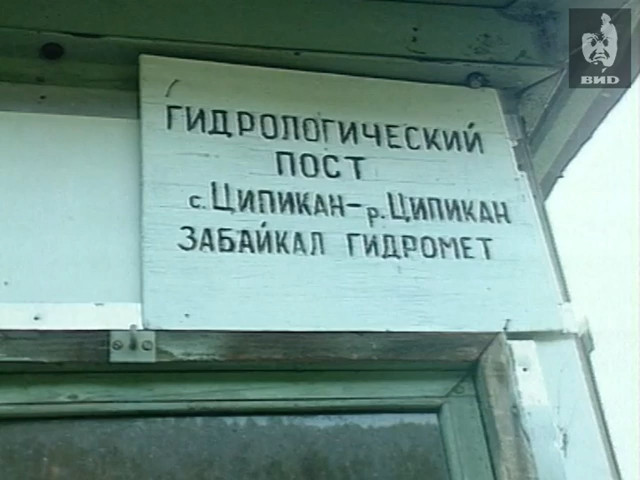 ВИD
ГИДРОЛОГИЧЕСКИЙ
ПОСТ
с. ЦИПИКАН-р. ЦИПИКАН
ЗАБАЙКАЛ ГИДРОМЕТ